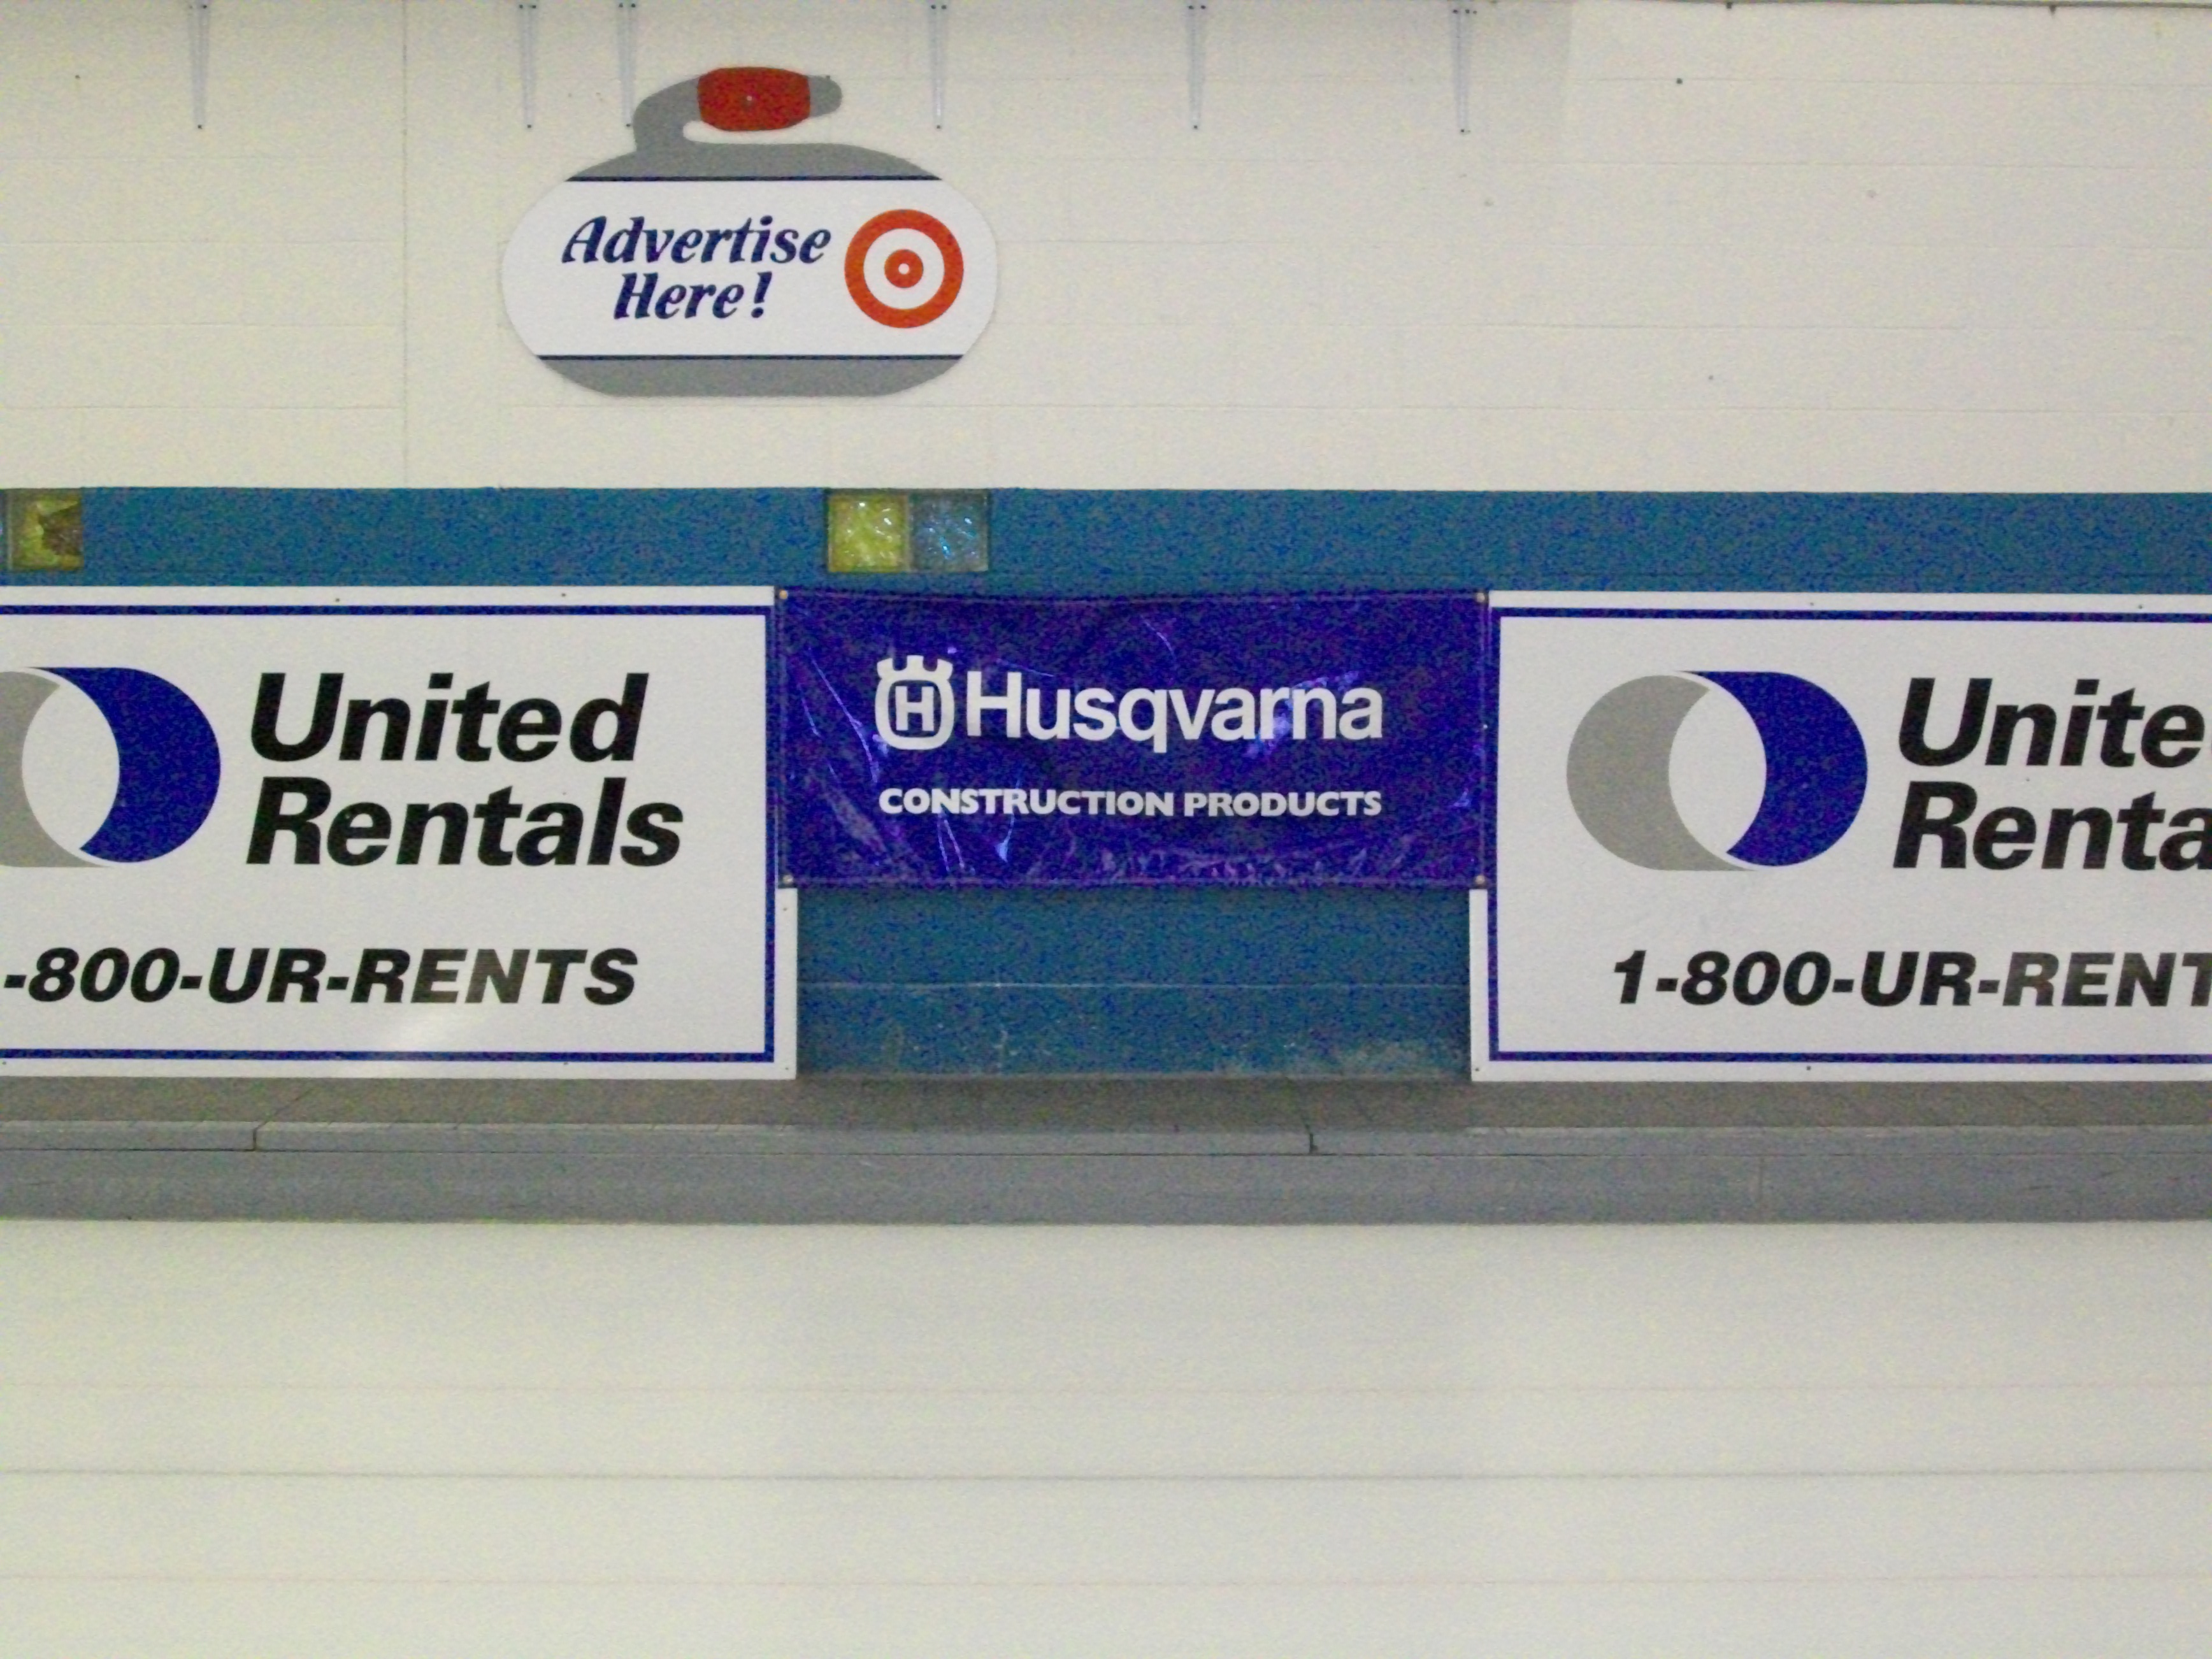 Advertise
Here!
United
Rentals
-800-UR-RENTS
H Husqvarna
CONSTRUCTION PRODUCTS
Unite
Renta
1-800-UR-RENT